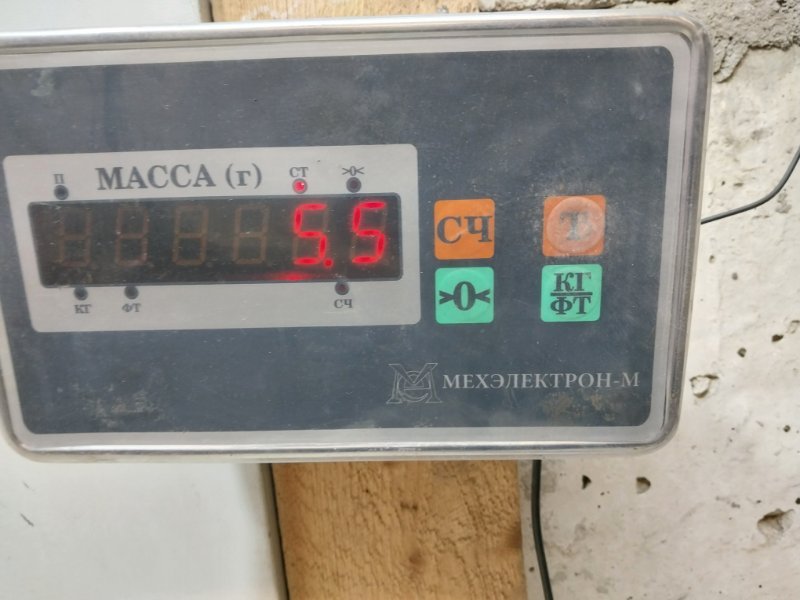 П МАССА (г) СТ >0<
5.5
КГ ФТ СЧ
СЧ Т
>0< КГ/ФТ
МЕХЭЛЕКТРОН-М